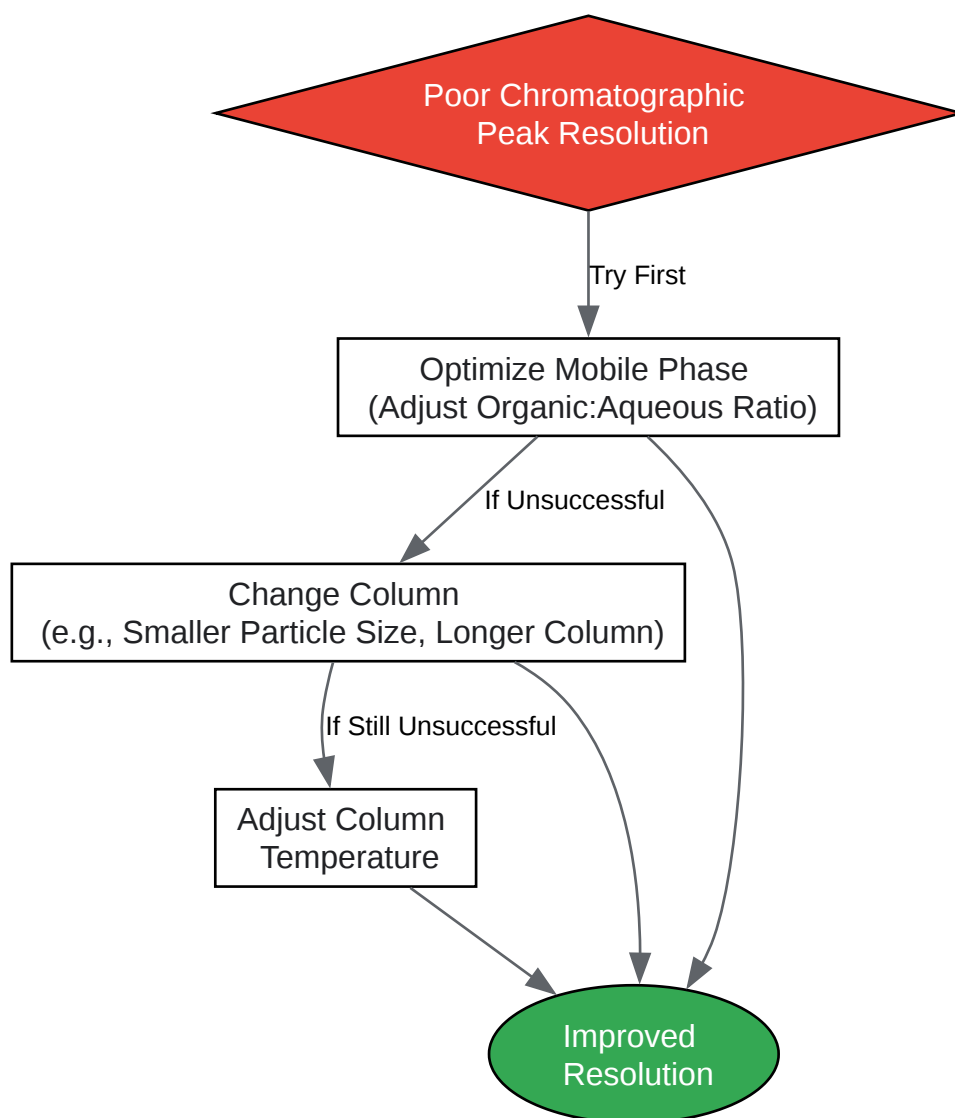 Poor Chromatographic
Peak Resolution
Try First
Optimize Mobile Phase
(Adjust Organic:Aqueous Ratio)
If Unsuccessful
Change Column
(e.g., Smaller Particle Size, Longer Column)
If Still Unsuccessful
Adjust Column
Temperature
Improved
Resolution